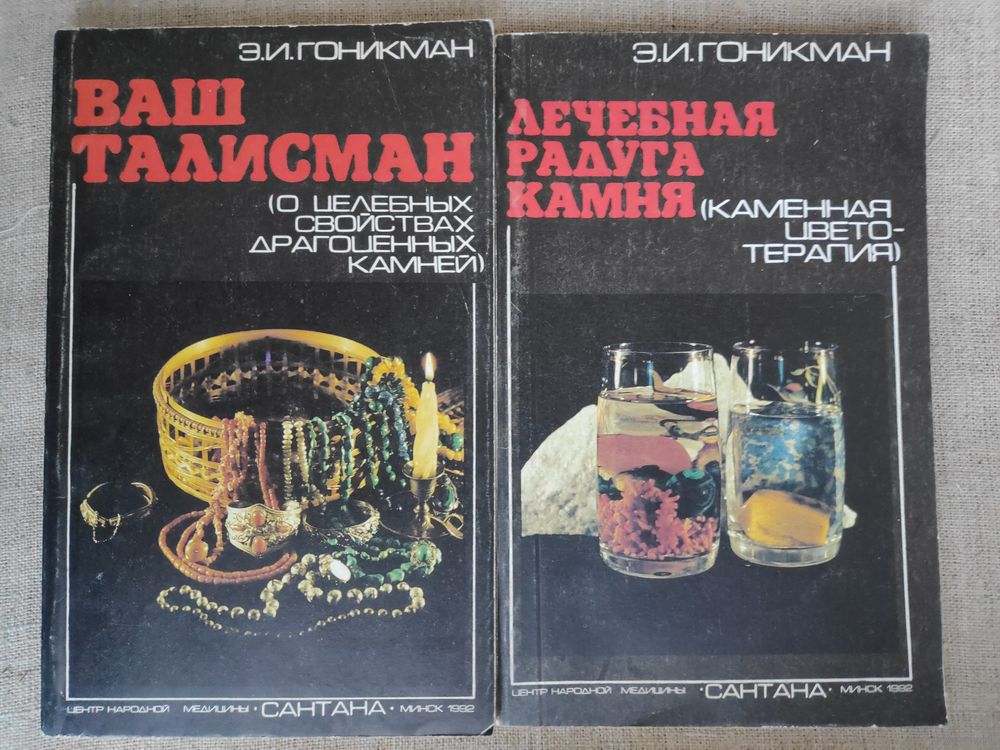 Э.И.ГОНИКМАН
ВАШ
ТАЛИСМАН
(О ЦЕЛЕБНЫХ
СВОЙСТВАХ
ДРАГОЦЕННЫХ
КАМНЕЙ)
ЦЕНТР НАРОДНОЙ МЕДИЦИНЫ · САНТАНА · МИНСК 1992
Э.И.ГОНИКМАН
ЛЕЧЕБНАЯ
РАДУГА
КАМНЯ (КАМЕННАЯ
ЦВЕТО-
ТЕРАПИЯ)
ЦЕНТР НАРОДНОЙ МЕДИЦИНЫ · САНТАНА · МИНСК 1992